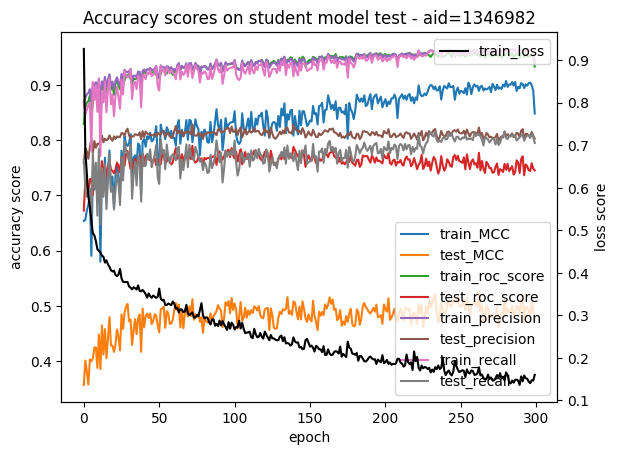 Accuracy scores on student model test - aid=1346982
train_loss
accuracy score
0.9
0.8
0.7
0.6
0.5
0.4
0.9
0.8
0.7
0.6
0.5
0.4
0.3
0.2
0.1
loss score
train_MCC
test_MCC
train_roc_score
test_roc_score
train_precision
test_precision
train_recall
test_recall
0 50 100 150 200 250 300
epoch